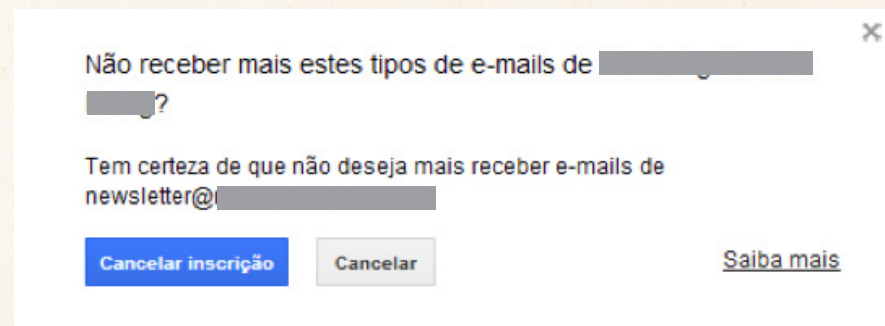 Não receber mais estes tipos de e-mails de
?
Tem certeza de que não deseja mais receber e-mails de
newsletter@
Cancelar inscrição Cancelar Saiba mais